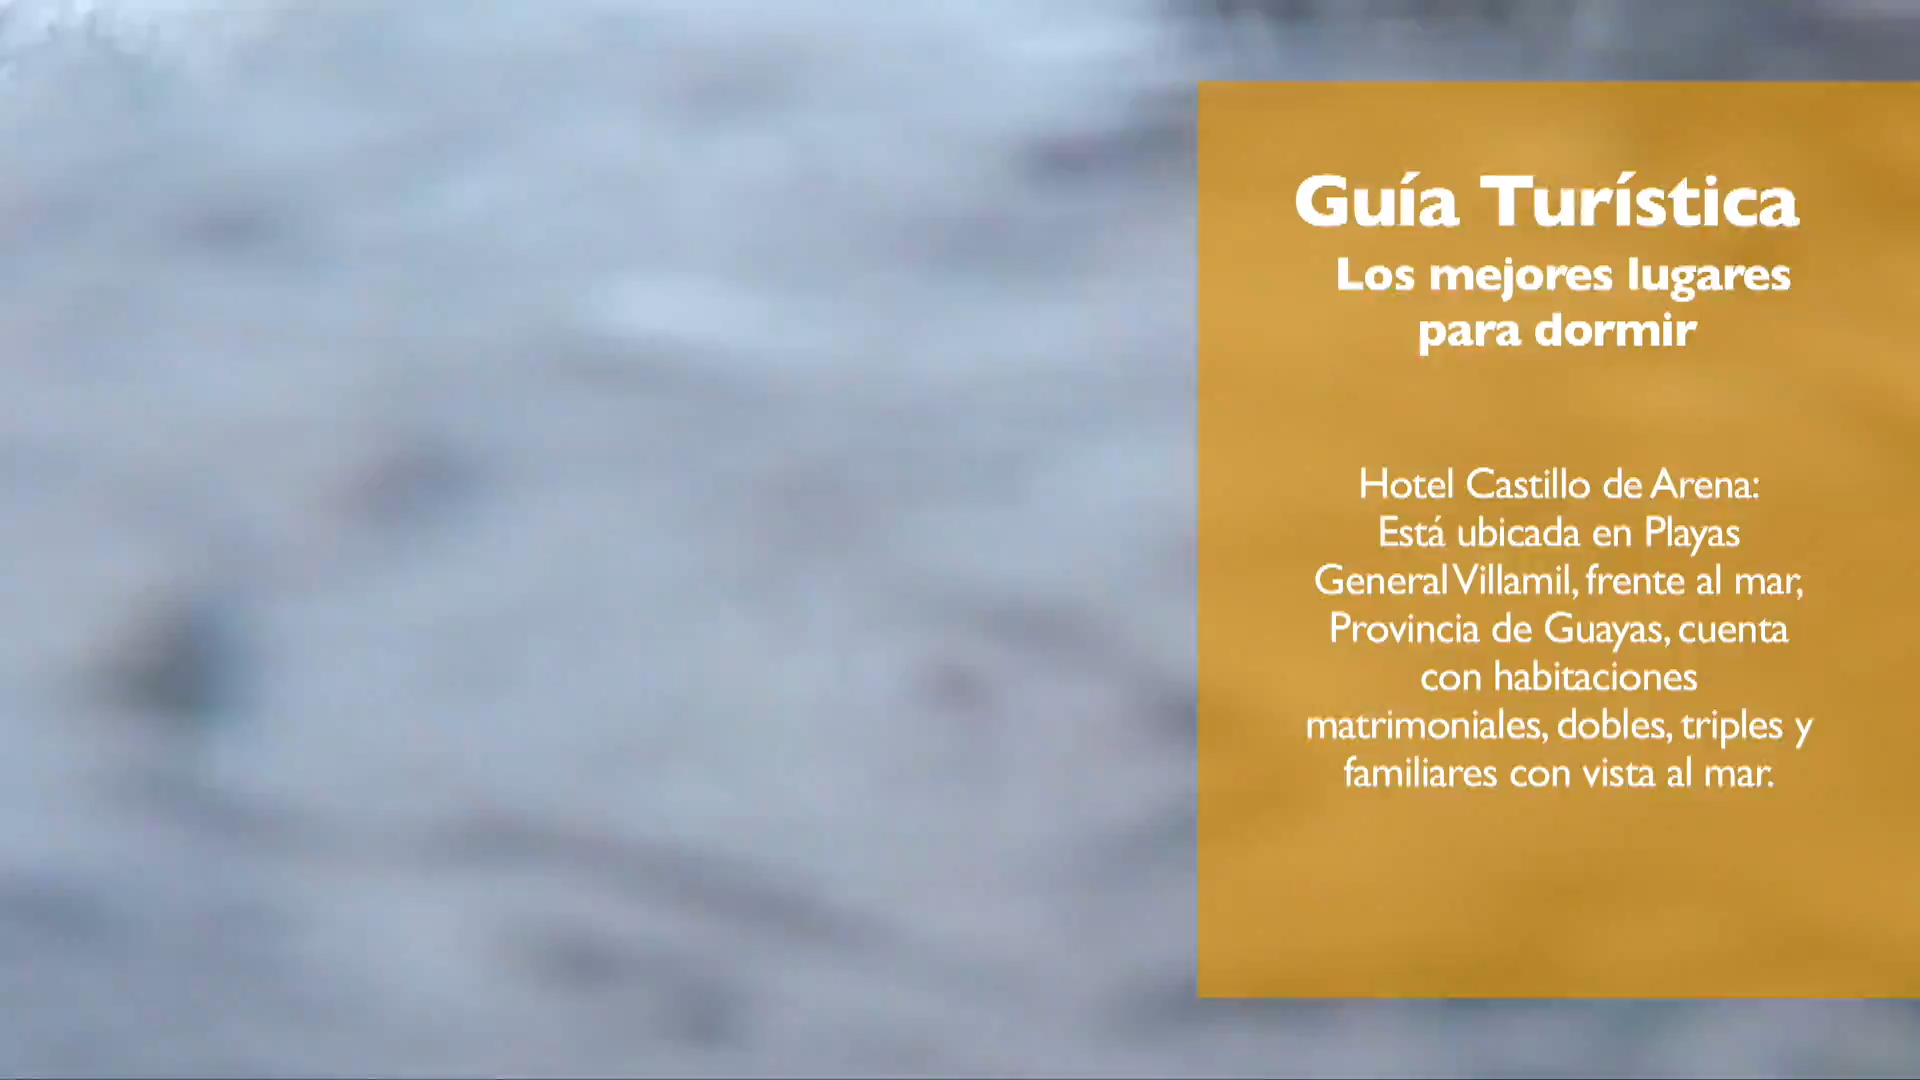 Guía Turística
Los mejores lugares
para dormir
Hotel Castillo de Arena:
Está ubicada en Playas
General Villamil, frente al mar,
Provincia de Guayas, cuenta
con habitaciones
matrimoniales, dobles, triples y
familiares con vista al mar.